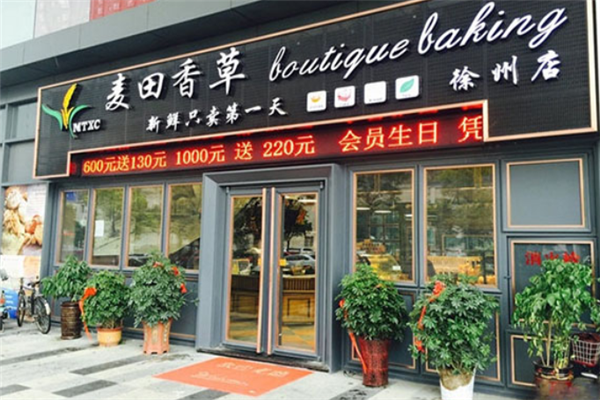 麦田香草 boutique baking
MTXC
新鲜只卖第一天
徐州店
600元送130元 1000元 送 220元 会员生日 凭